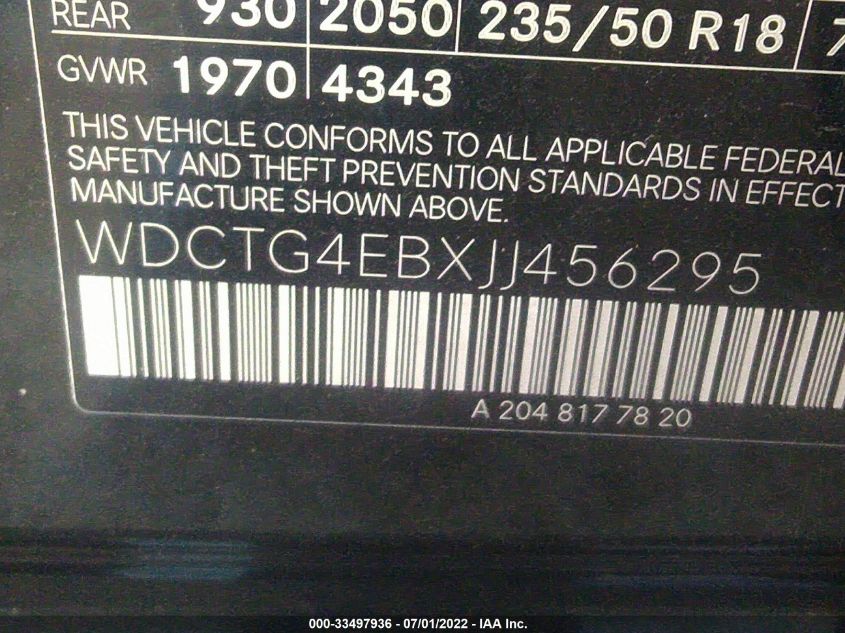 REAR 930 2050 235/50 R18 7
GVWR 1970 4343
THIS VEHICLE CONFORMS TO ALL APPLICABLE FEDERAL
SAFETY AND THEFT PREVENTION STANDARDS IN EFFECT
MANUFACTURE SHOWN ABOVE.
WDCTG4EBXJJ456295
A 204 817 78 20
000-33497936 - 07/01/2022 - IAA Inc.